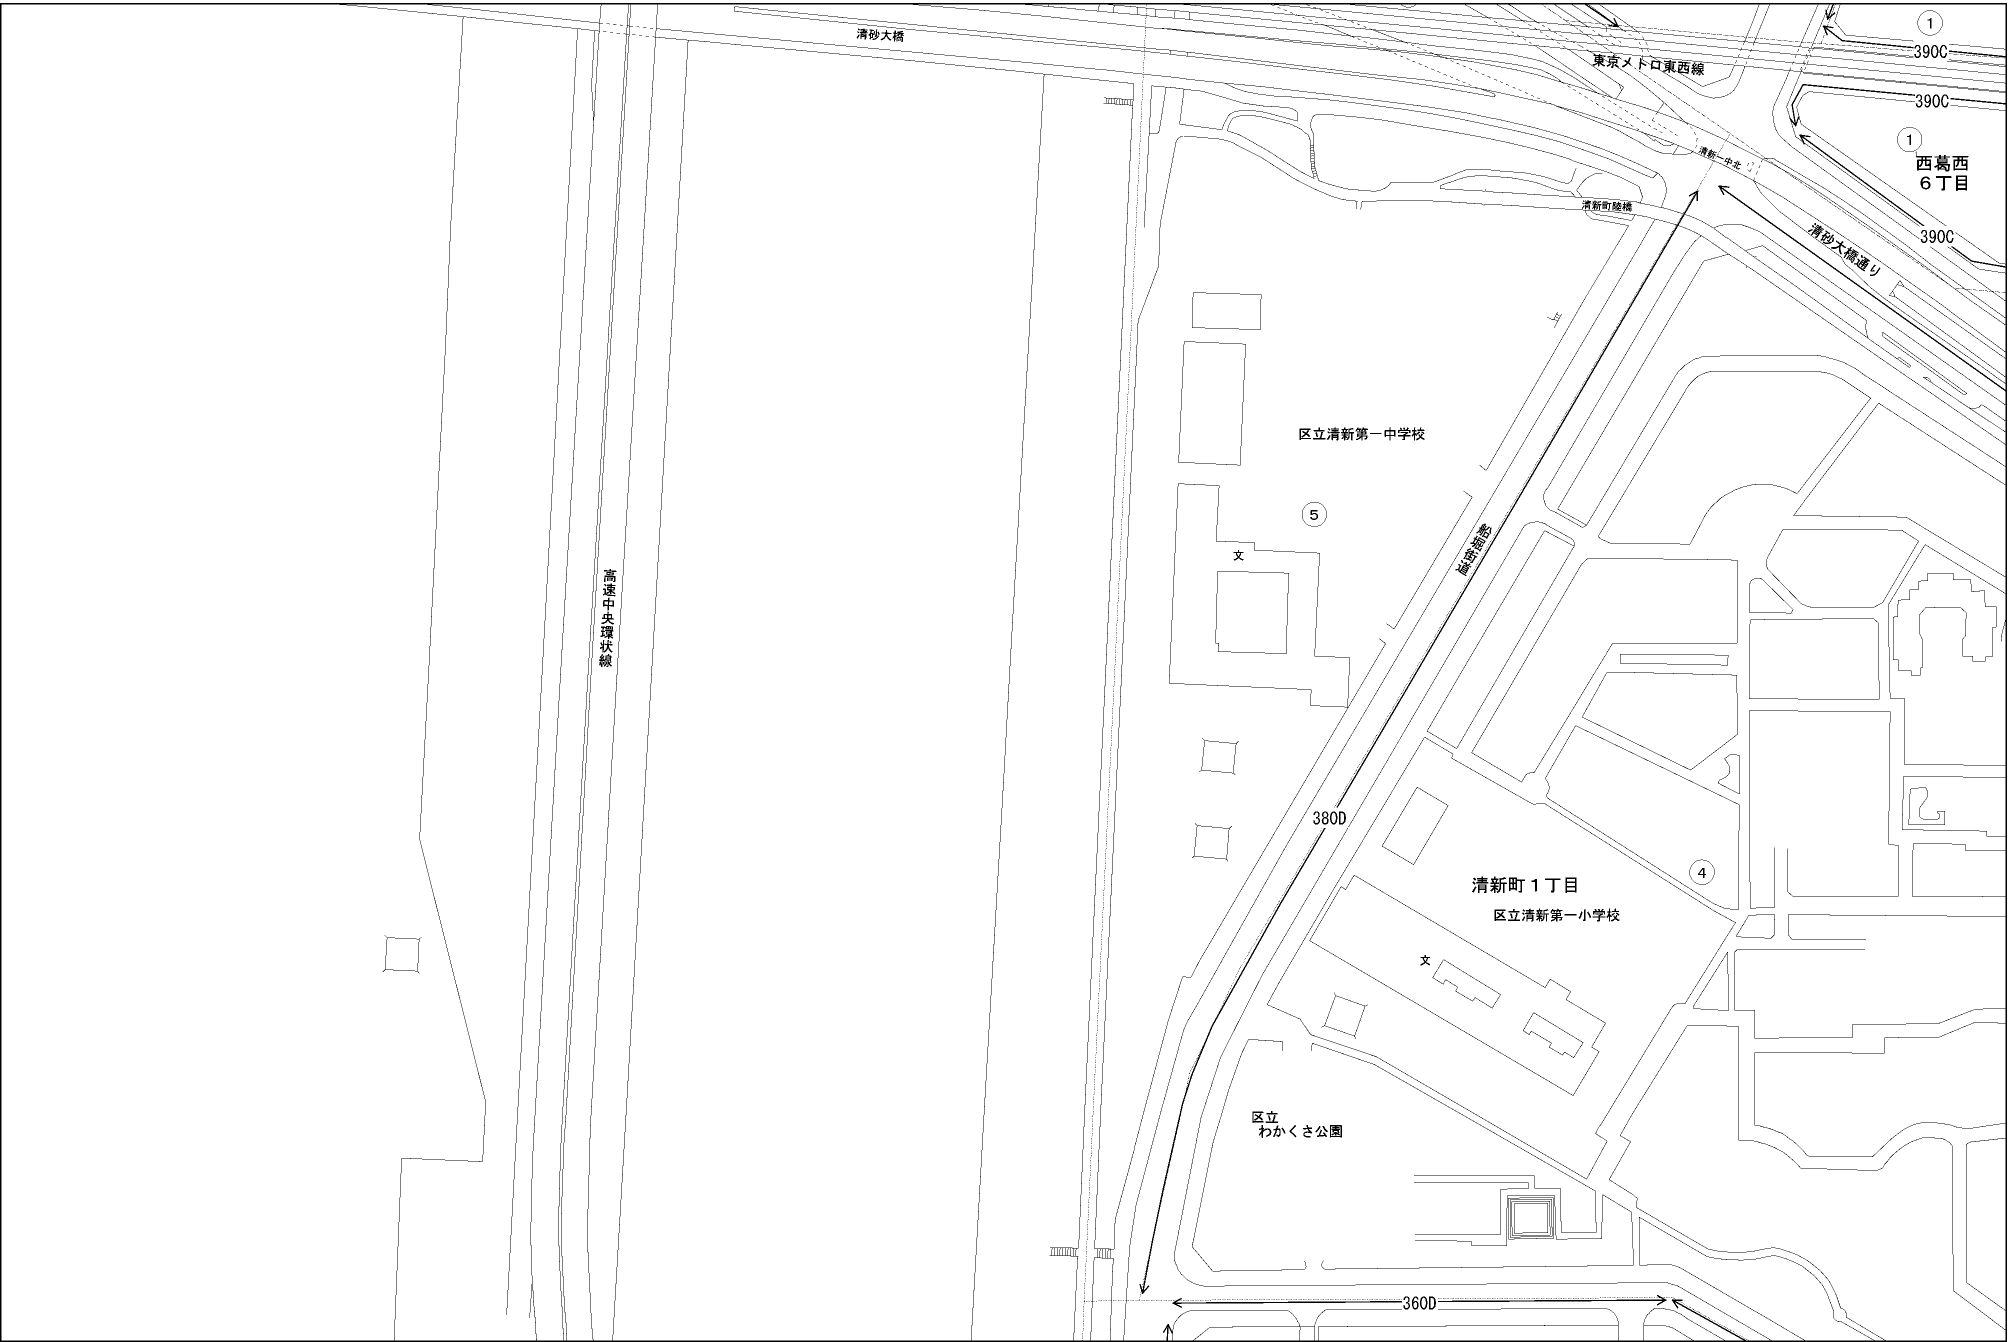 清砂大橋
東京メトロ東西線
①
390C
390C
①
西葛西
６丁目
清新一中北
清新町陸橋
390C
清砂大橋通り
区立清新第一中学校
⑤
文
船堀街道
高速中央環状線
380D
④
清新町１丁目
区立清新第一小学校
文
区立
わかくさ公園
360D